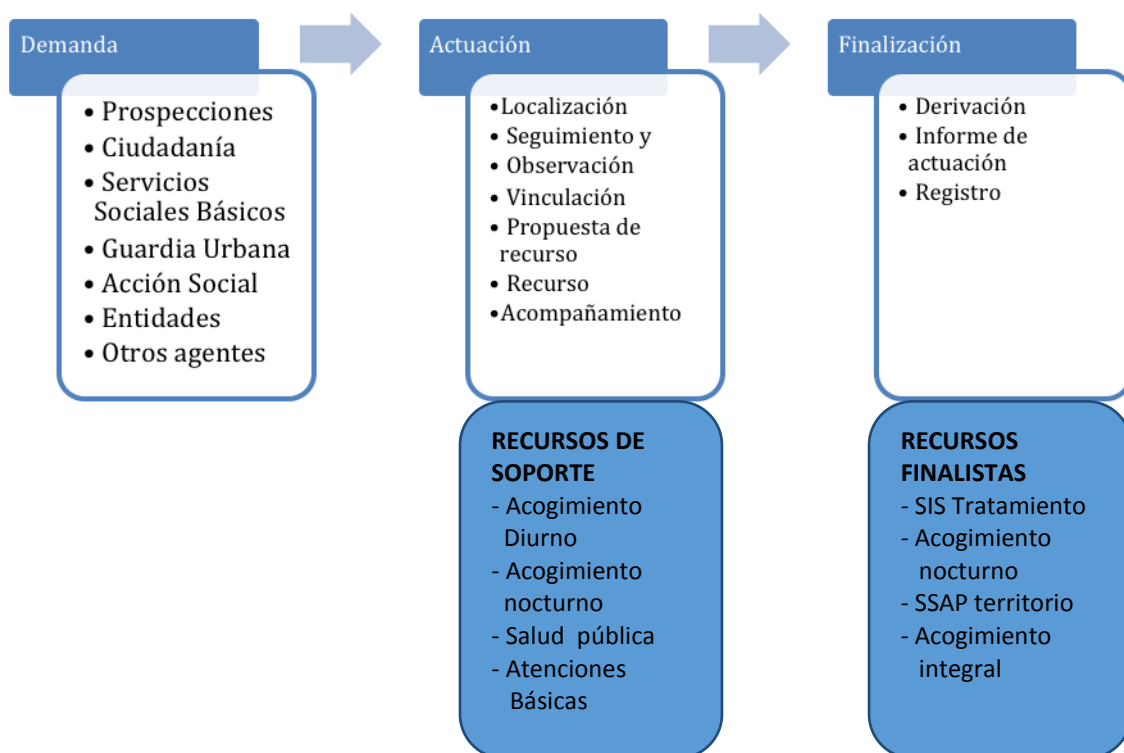 Demanda
• Prospecciones
• Ciudadanía
• Servicios
Sociales Básicos
• Guardia Urbana
• Acción Social
• Entidades
• Otros agentes
Actuación
•Localización
• Seguimiento y
• Observación
• Vinculación
• Propuesta de
recurso
• Recurso
•Acompañamiento
RECURSOS DE
SOPORTE
- Acogimiento
Diurno
- Acogimiento
nocturno
- Salud pública
- Atenciones
Básicas
Finalización
• Derivación
• Informe de
actuación
• Registro
RECURSOS
FINALISTAS
- SIS Tratamiento
- Acogimiento
nocturno
- SSAP territorio
- Acogimiento
integral